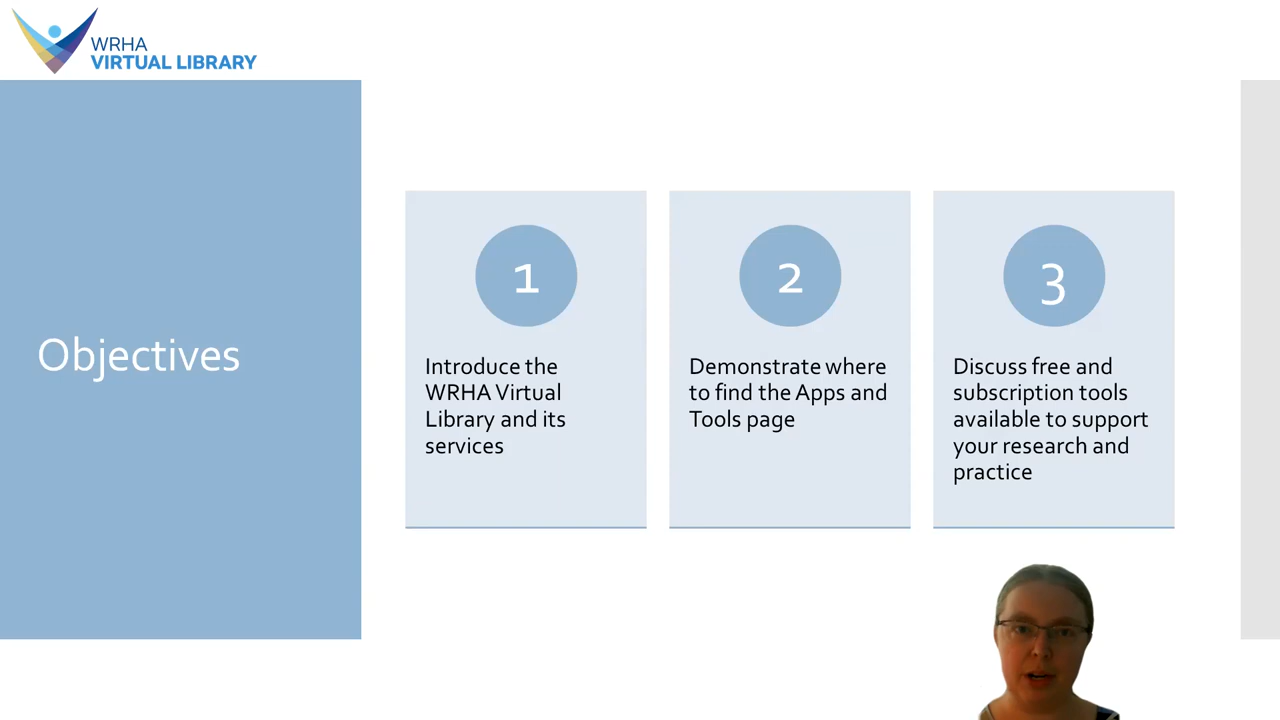 WRHA
VIRTUAL LIBRARY
Objectives
1
Introduce the
WRHA Virtual
Library and its
services
2
Demonstrate where
to find the Apps and
Tools page
3
Discuss free and
subscription tools
available to support
your research and
practice